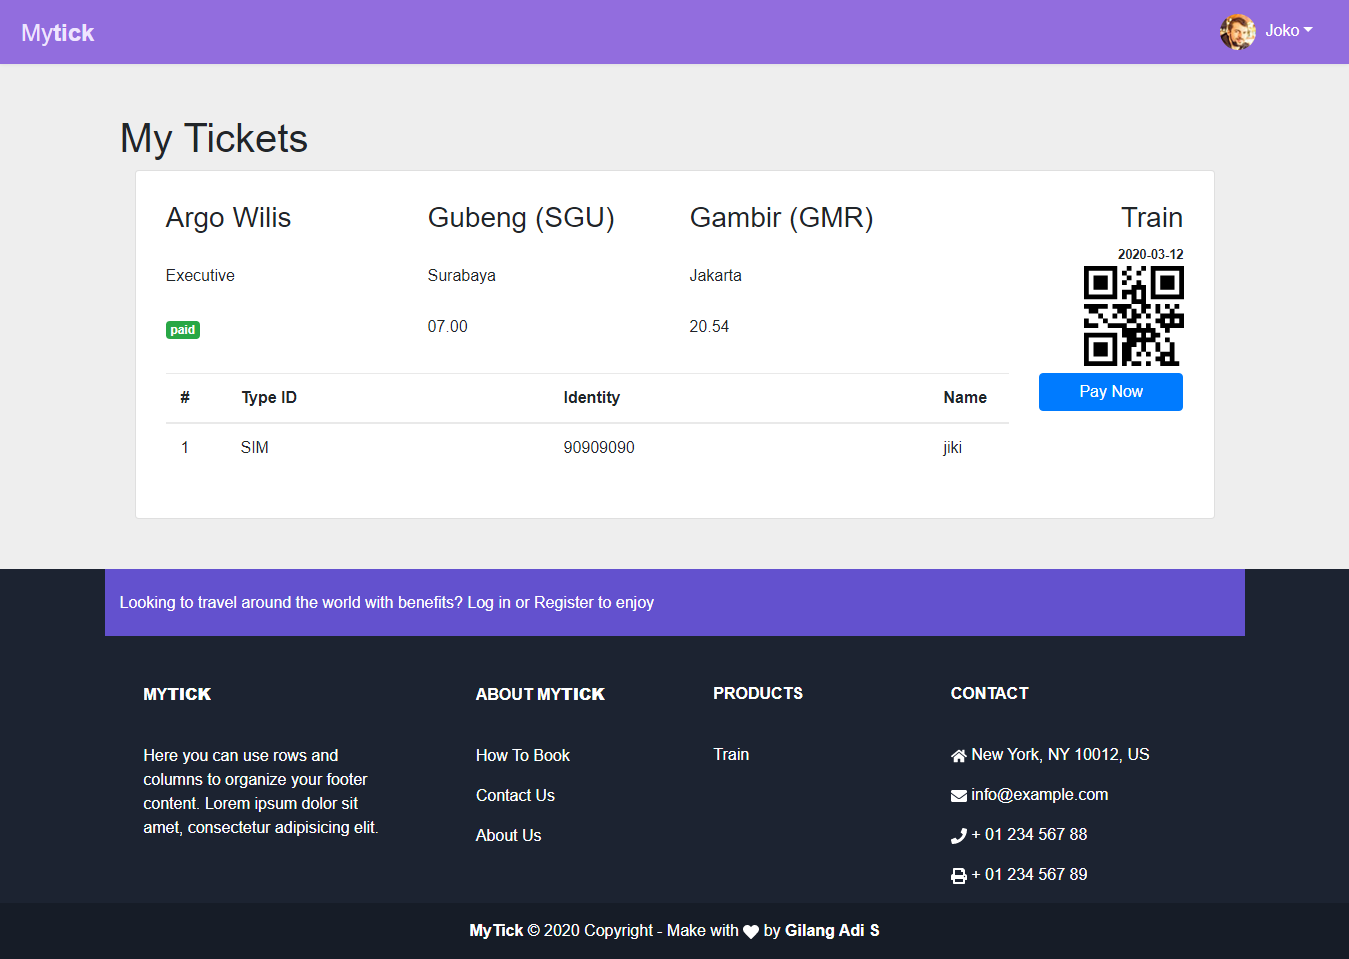 Mytick
Joko
My Tickets
Argo Wilis
Gubeng (SGU)
Gambir (GMR)
Train
2020-03-12
Executive
Surabaya
Jakarta
paid
07.00
20.54
Pay Now
# Type ID Identity Name
1 SIM 90909090 jiki
Looking to travel around the world with benefits? Log in or Register to enjoy
MYTICK
Here you can use rows and
columns to organize your footer
content. Lorem ipsum dolor sit
amet, consectetur adipisicing elit.
ABOUT MYTICK
How To Book
Contact Us
About Us
PRODUCTS
Train
CONTACT
New York, NY 10012, US
info@example.com
+ 01 234 567 88
+ 01 234 567 89
MyTick © 2020 Copyright - Make with by Gilang Adi S